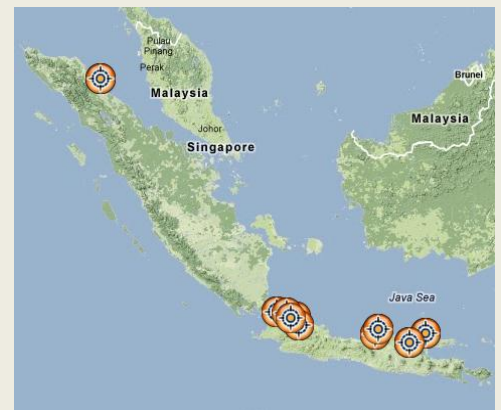 Pulau
Pinang
Perak
Malaysia
Johor
Singapore
Brunei
Malaysia
Java Sea